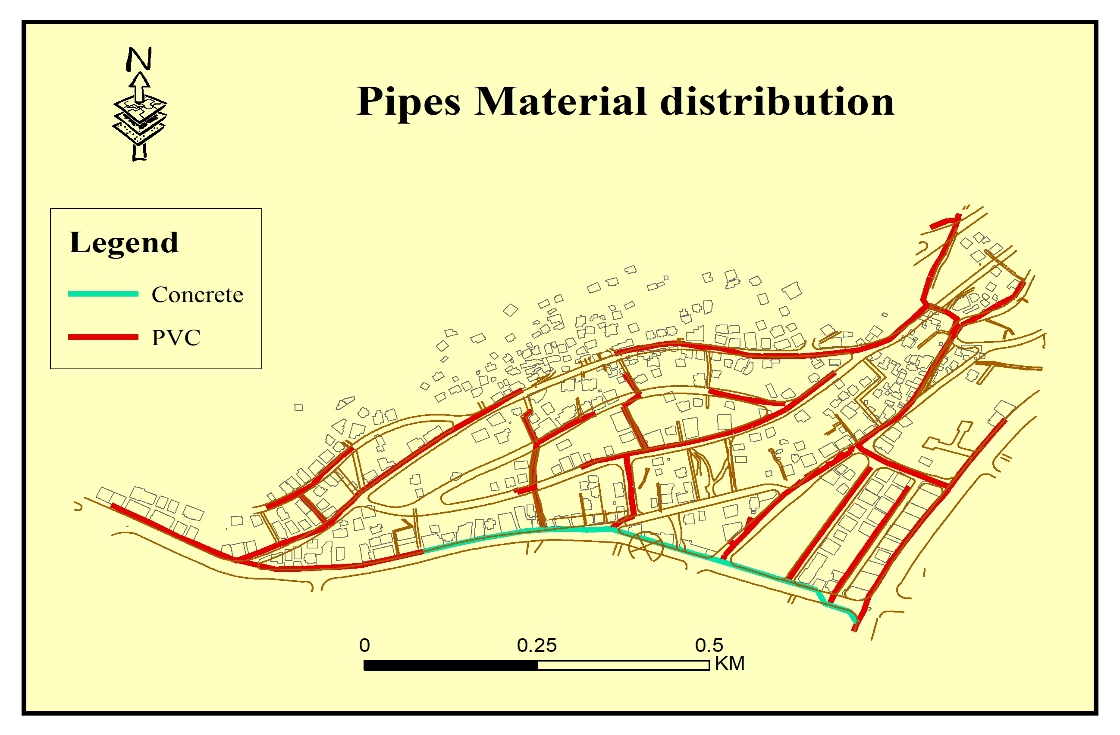 N
Pipes Material distribution
Legend
Concrete
PVC
0 0.25 0.5
KM